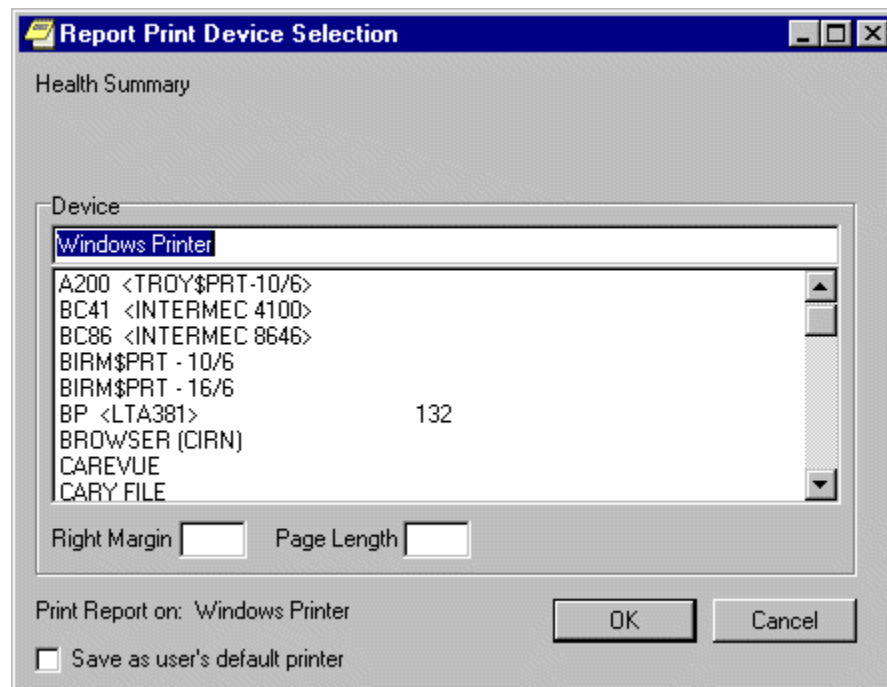 Report Print Device Selection
Health Summary
Device
Windows Printer
A200 <TROY$PRT-10/6>
BC41 <INTERMEC 4100>
BC86 <INTERMEC 8646>
BIRM$PRT - 10/6
BIRM$PRT - 16/6
BP <LTA381> 132
BROWSER (CIRN)
CAREVUE
CARY FILE
Right Margin Page Length
Print Report on: Windows Printer OK Cancel
Save as user's default printer